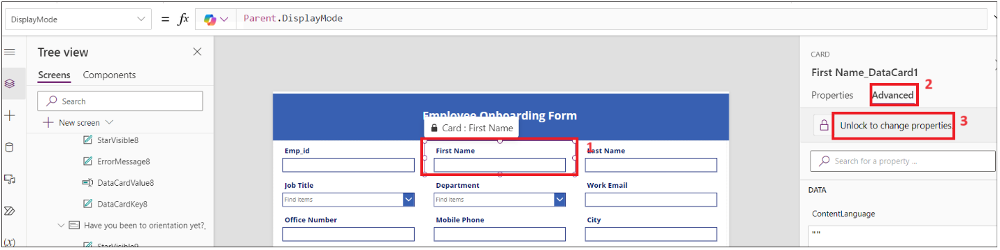 DisplayMode = fx Parent.DisplayMode
Tree view
Screens Components
Search
New screen
StarVisible8
ErrorMessage8
DataCardValue8
DataCardKey8
Have you been to orientation yet?_
StarVisible9
Employee Onboarding Form
Card : First Name
Emp_id First Name 1 Last Name
Job Title Department Work Email
Find items Find items
Office Number Mobile Phone City
CARD
First Name_DataCard1
Properties Advanced 2
Unlock to change properties. 3
Search for a property ...
DATA
ContentLanguage
""
(x)